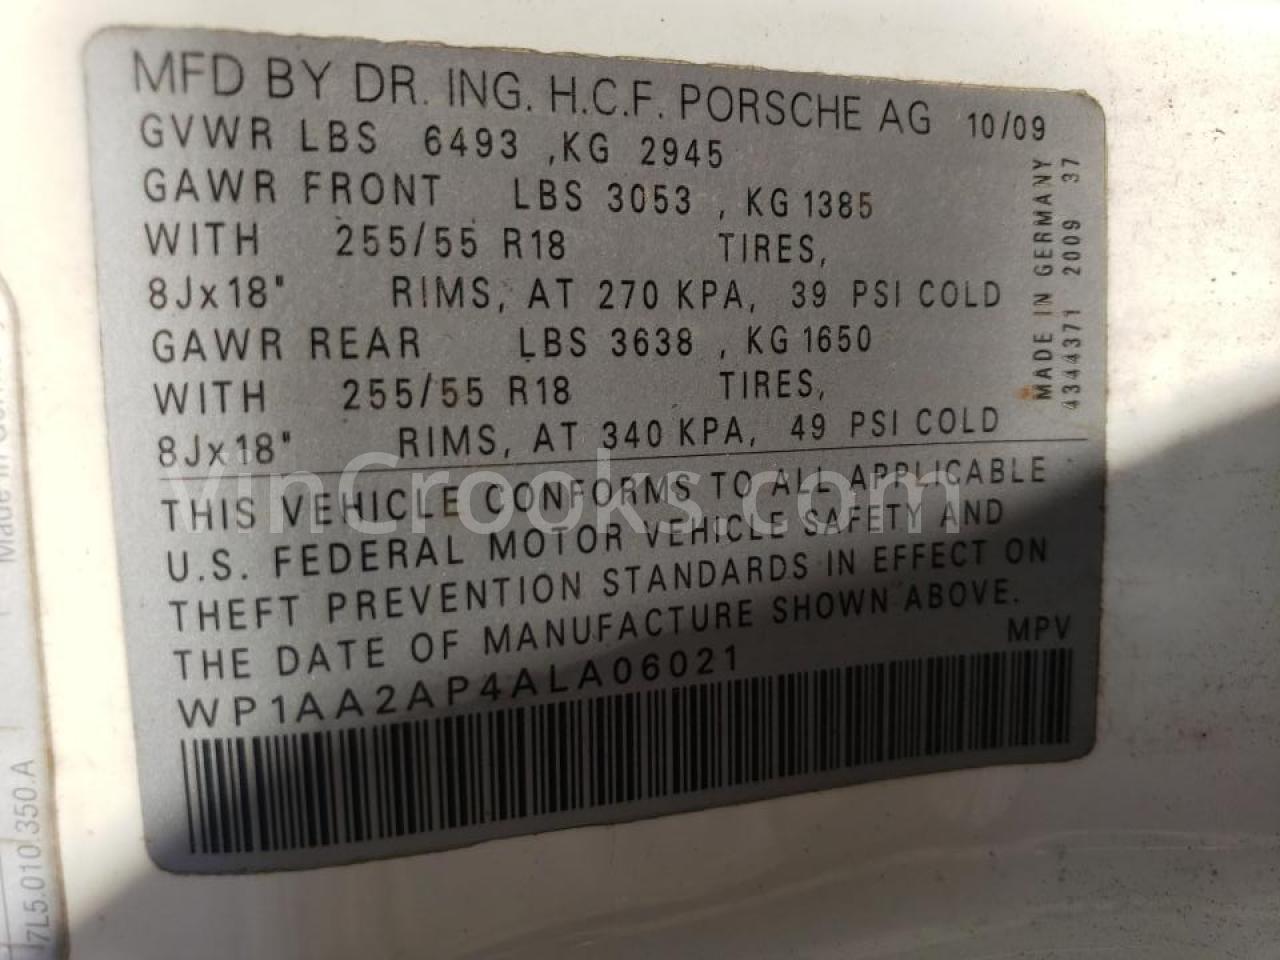 MFD BY DR. ING. H.C.F. PORSCHE AG 10/09
GVWR LBS 6493 ,KG 2945
GAWR FRONT LBS 3053 , KG 1385
WITH 255/55 R18 TIRES,
8Jx18" RIMS, AT 270 KPA, 39 PSI COLD
GAWR REAR LBS 3638 , KG 1650
WITH 255/55 R18 TIRES,
8Jx18" RIMS, AT 340 KPA, 49 PSI COLD
THIS VEHICLE CONFORMS TO ALL APPLICABLE
U.S. FEDERAL MOTOR VEHICLE SAFETY AND
THEFT PREVENTION STANDARDS IN EFFECT ON
THE DATE OF MANUFACTURE SHOWN ABOVE.
MPV
WP1AA2AP4ALA06021
MADE IN GERMANY
4344371 2009 37
vinCrooks.com
Made in
7L5.010.350.A